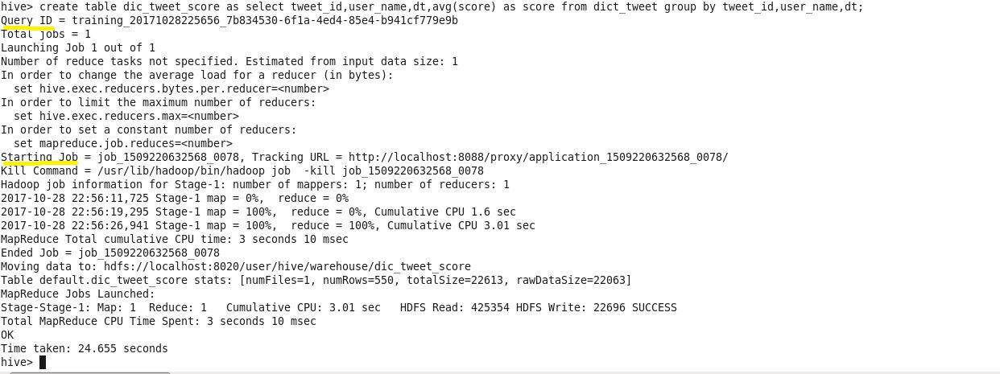 hive> create table dic_tweet_score as select tweet_id,user_name,dt,avg(score) as score from dict_tweet group by tweet_id,user_name,dt;
Query ID = training_20171028225656_7b834530-6f1a-4ed4-85e4-b941cf779e9b
Total jobs = 1
Launching Job 1 out of 1
Number of reduce tasks not specified. Estimated from input data size: 1
In order to change the average load for a reducer (in bytes):
  set hive.exec.reducers.bytes.per.reducer=<number>
In order to limit the maximum number of reducers:
  set hive.exec.reducers.max=<number>
In order to set a constant number of reducers:
  set mapreduce.job.reduces=<number>
Starting Job = job_1509220632568_0078, Tracking URL = http://localhost:8088/proxy/application_1509220632568_0078/
Kill Command = /usr/lib/hadoop/bin/hadoop job  -kill job_1509220632568_0078
Hadoop job information for Stage-1: number of mappers: 1; number of reducers: 1
2017-10-28 22:56:11,725 Stage-1 map = 0%,  reduce = 0%
2017-10-28 22:56:19,295 Stage-1 map = 100%,  reduce = 0%, Cumulative CPU 1.6 sec
2017-10-28 22:56:26,941 Stage-1 map = 100%,  reduce = 100%, Cumulative CPU 3.01 sec
MapReduce Total cumulative CPU time: 3 seconds 10 msec
Ended Job = job_1509220632568_0078
Moving data to: hdfs://localhost:8020/user/hive/warehouse/dic_tweet_score
Table default.dic_tweet_score stats: [numFiles=1, numRows=550, totalSize=22613, rawDataSize=22063]
MapReduce Jobs Launched:
Stage-Stage-1: Map: 1  Reduce: 1   Cumulative CPU: 3.01 sec   HDFS Read: 425354 HDFS Write: 22696 SUCCESS
Total MapReduce CPU Time Spent: 3 seconds 10 msec
OK
Time taken: 24.655 seconds
hive>